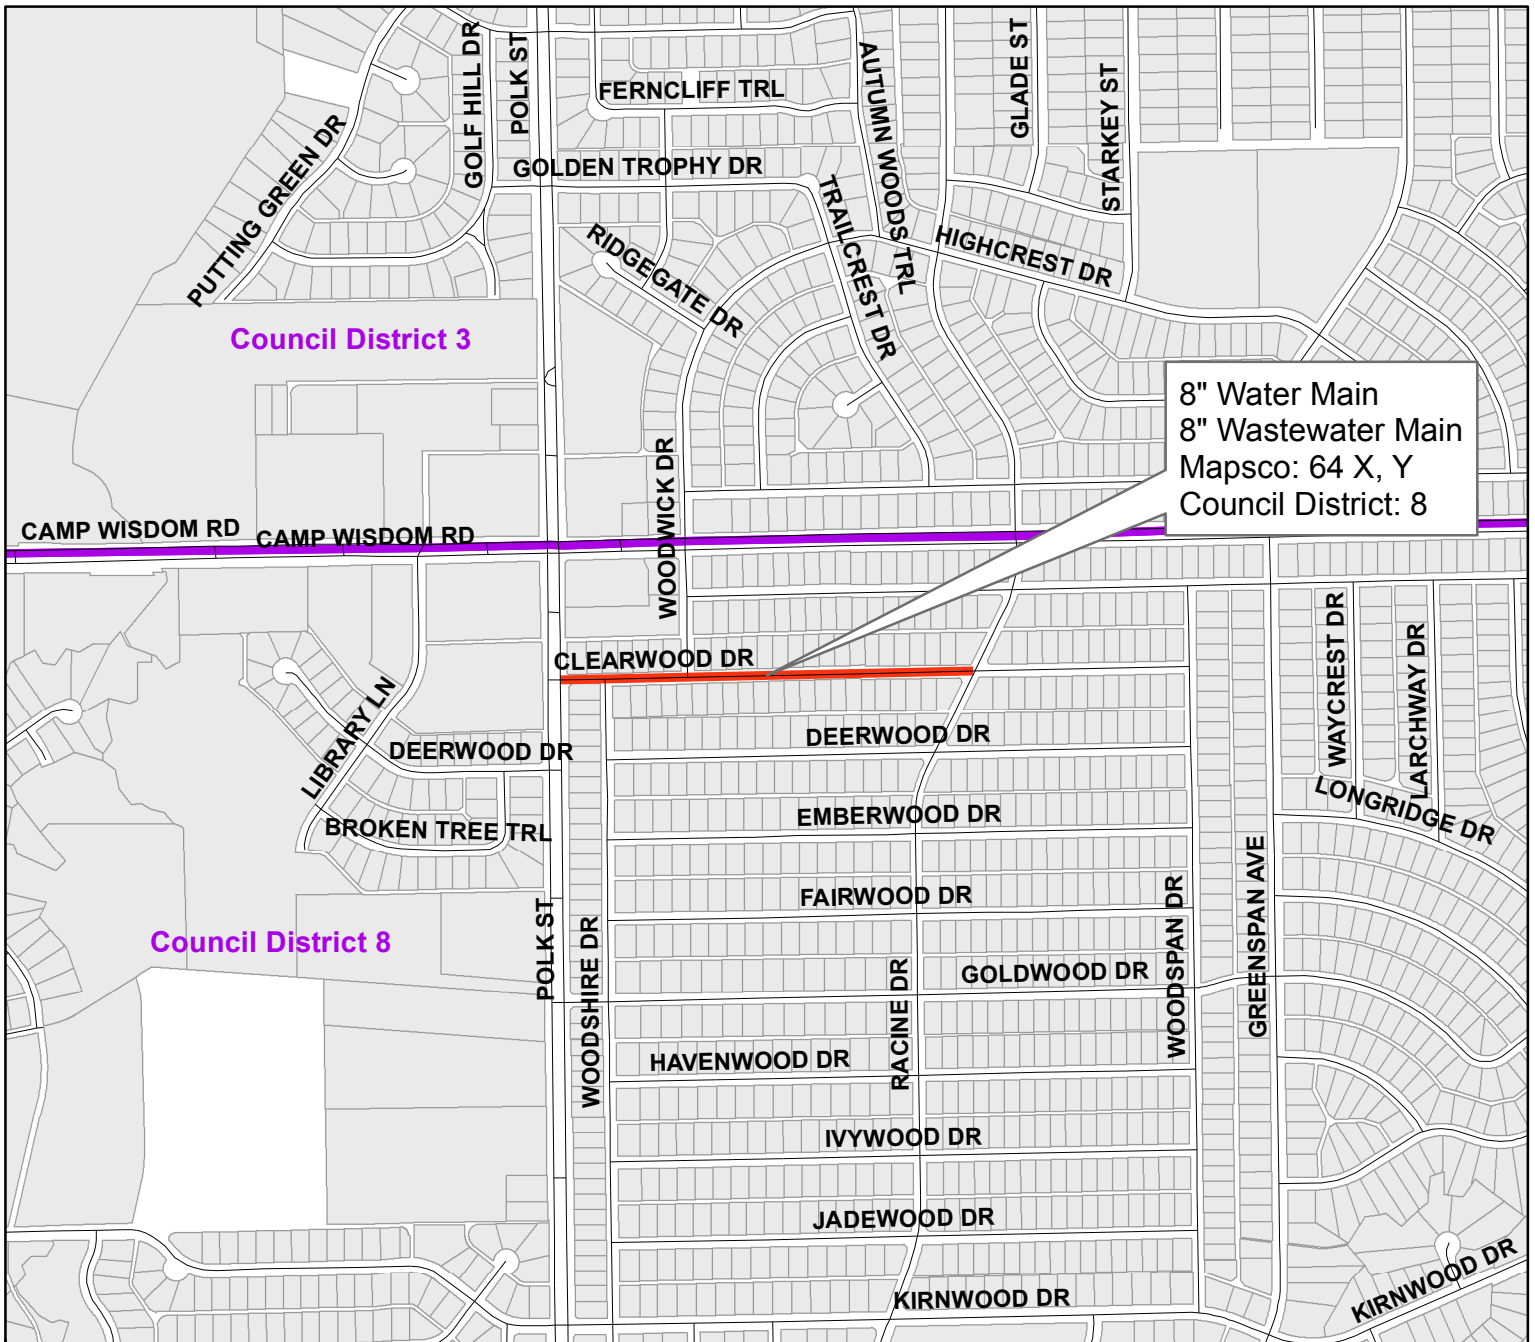 GOLF HILL DR
POLK ST
AUTUMN WOODS TRL
GLADE ST
STARKEY ST
FERNCLIFF TRL
PUTTING GREEN DR
GOLDEN TROPHY DR
TRAILCREST DR
RIDGEGATE DR
HIGHCREST DR
Council District 3
8" Water Main
8" Wastewater Main
Mapsco: 64 X, Y
Council District: 8
WOODWICK DR
CAMP WISDOM RD
CAMP WISDOM RD
CLEARWOOD DR
WAYCREST DR
LARCHWAY DR
LIBRARY LN
DEERWOOD DR
DEERWOOD DR
LONGRIDGE DR
EMBERWOOD DR
BROKEN TREE TRL
GREENSPAN AVE
FAIRWOOD DR
WOODSPAN DR
POLK ST
WOODSHIRE DR
Council District 8
RACINE DR
GOLDWOOD DR
HAVENWOOD DR
IVYWOOD DR
JADEWOOD DR
KIRNWOOD DR
KIRNWOOD DR